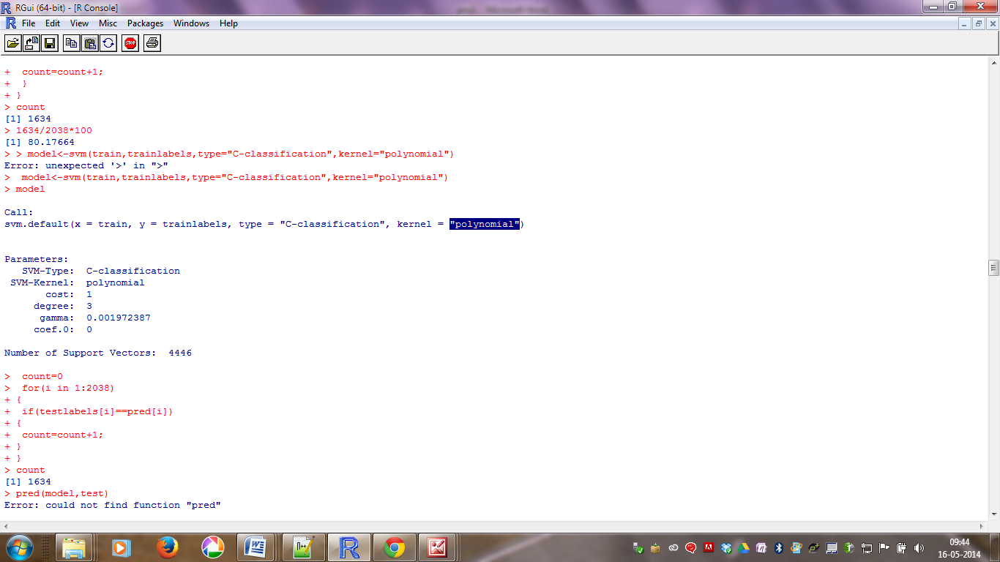 RGui (64-bit) - [R Console]
File Edit View Misc Packages Windows Help
STOP
+  count=count+1;
+  }
+ }
> count
[1] 1634
> 1634/2038*100
[1] 80.17664
> > model<-svm(train,trainlabels,type="C-classification",kernel="polynomial")
Error: unexpected '>' in ">"
>  model<-svm(train,trainlabels,type="C-classification",kernel="polynomial")
> model
Call:
svm.default(x = train, y = trainlabels, type = "C-classification", kernel = "polynomial")
Parameters:
SVM-Type:  C-classification
SVM-Kernel:  polynomial
cost:  1
degree:  3
gamma:  0.001972387
coef.0:  0
Number of Support Vectors:  4446
>  count=0
>  for(i in 1:2038)
+ {
+  if(testlabels[i]==pred[i])
+ {
+  count=count+1;
+ }
+ }
> count
[1] 1634
> pred(model,test)
Error: could not find function "pred"
09:44
16-05-2014